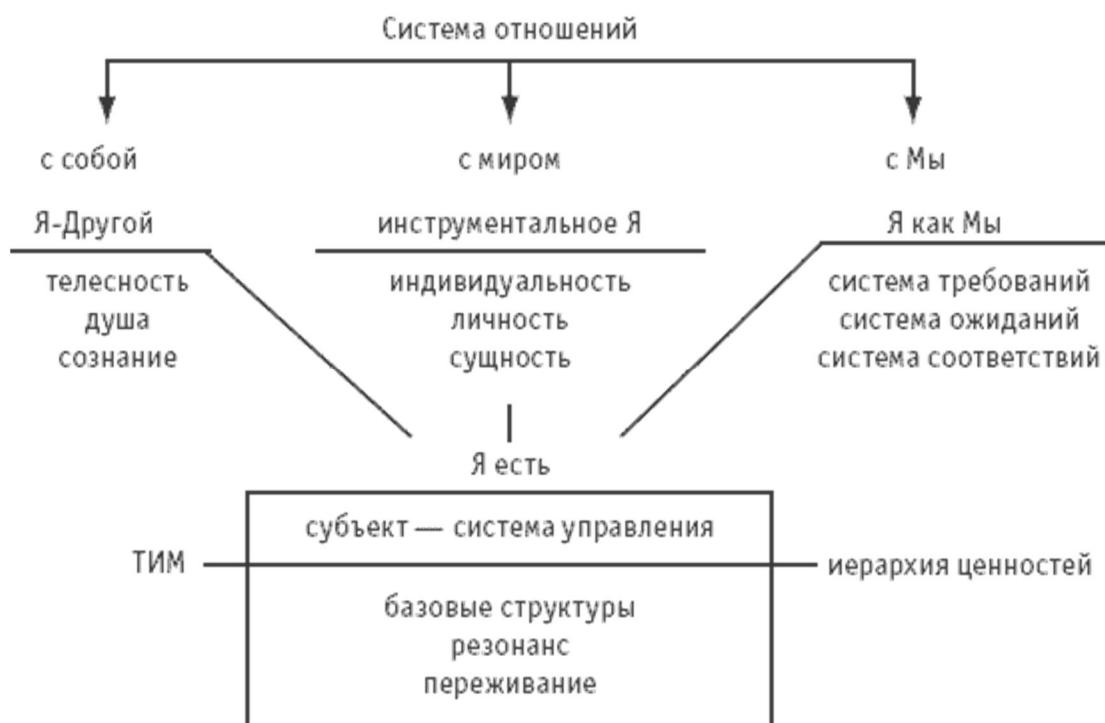 Система отношений
с собой
с миром
с Мы
Я-Другой
инструментальное Я
Я как Мы
телесность
душа
сознание
индивидуальность
личность
сущность
система требований
система ожиданий
система соответствий
Я есть
субъект — система управления
ТИМ
иерархия ценностей
базовые структуры
резонанс
переживание